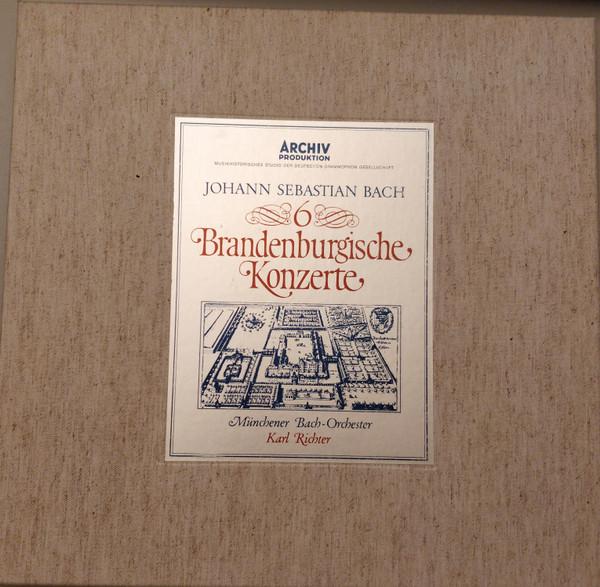 ARCHIV
PRODUKTION
MUSIKHISTORISCHES STUDIO DER DEUTSCHEN GRAMMOPHON GESELLSCHAFT
JOHANN SEBASTIAN BACH
6
Brandenburgische
Konzerte
Münchener Bach-Orchester
Karl Richter